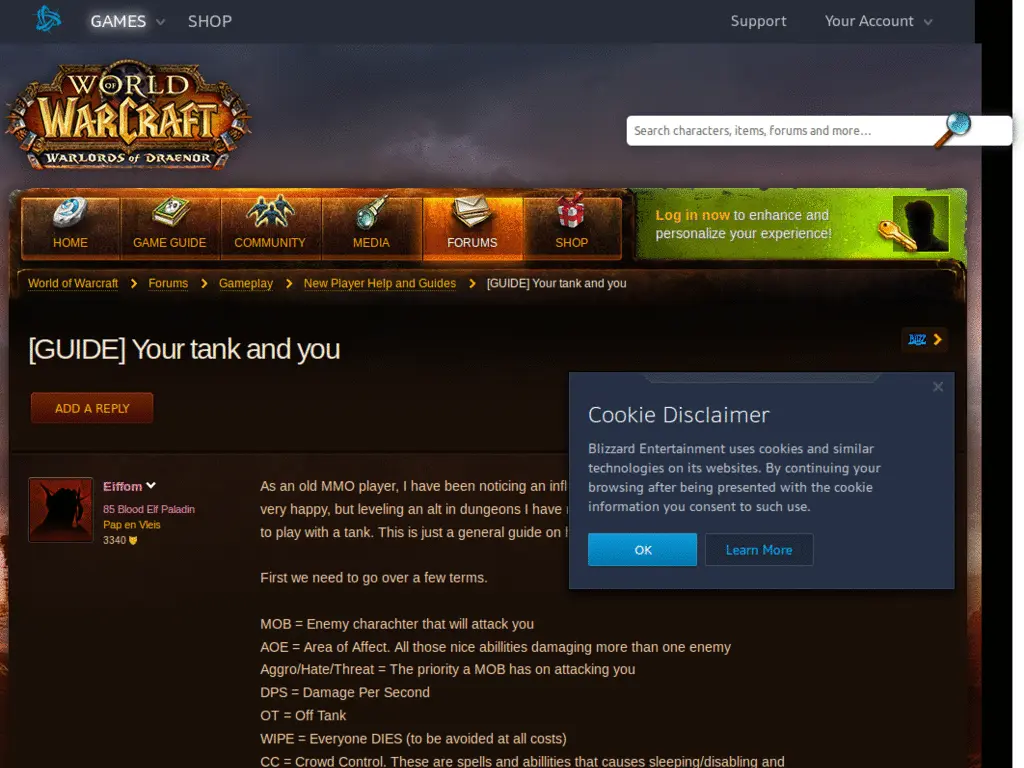 GAMES SHOP Support Your Account
WORLD OF WARCRAFT
WARLORDS OF DRAENOR
Search characters, items, forums and more...
HOME GAME GUIDE COMMUNITY MEDIA FORUMS SHOP
Log in now to enhance and
personalize your experience!
World of Warcraft Forums Gameplay New Player Help and Guides [GUIDE] Your tank and you
[GUIDE] Your tank and you
BLIZZ
ADD A REPLY
Cookie Disclaimer
Blizzard Entertainment uses cookies and similar
technologies on its websites. By continuing your
browsing after being presented with the cookie
information you consent to such use.
OK Learn More
Eiffom
85 Blood Elf Paladin
Pap en Vleis
3340
As an old MMO player, I have been noticing an infl
very happy, but leveling an alt in dungeons I have
to play with a tank. This is just a general guide on
First we need to go over a few terms.
MOB = Enemy charachter that will attack you
AOE = Area of Affect. All those nice abillities damaging more than one enemy
Aggro/Hate/Threat = The priority a MOB has on attacking you
DPS = Damage Per Second
OT = Off Tank
WIPE = Everyone DIES (to be avoided at all costs)
CC = Crowd Control. These are spells and abillities that causes sleeping/disabling and